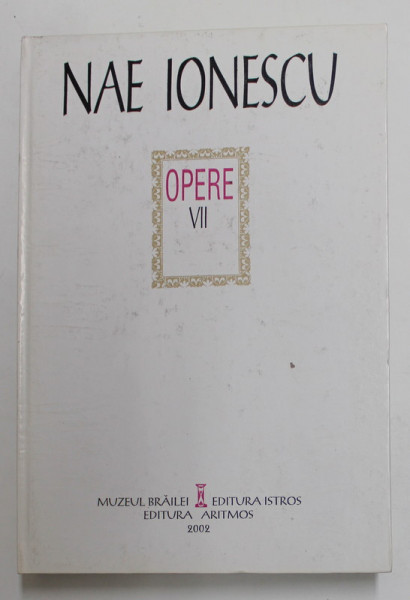 NAE IONESCU
OPERE
VII
MUZEUL BRĂILEI EDITURA ISTROS
EDITURA ARITMOS
2002